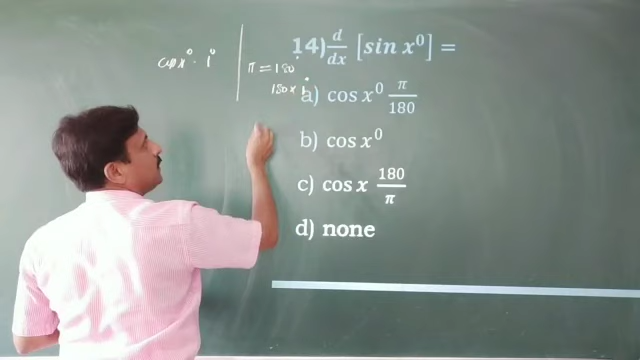 cos x° · 1°
π = 180°
180 × 1°
14) d/dx [sin x⁰] =
a) cos x⁰ π/180
b) cos x⁰
c) cos x 180/π
d) none